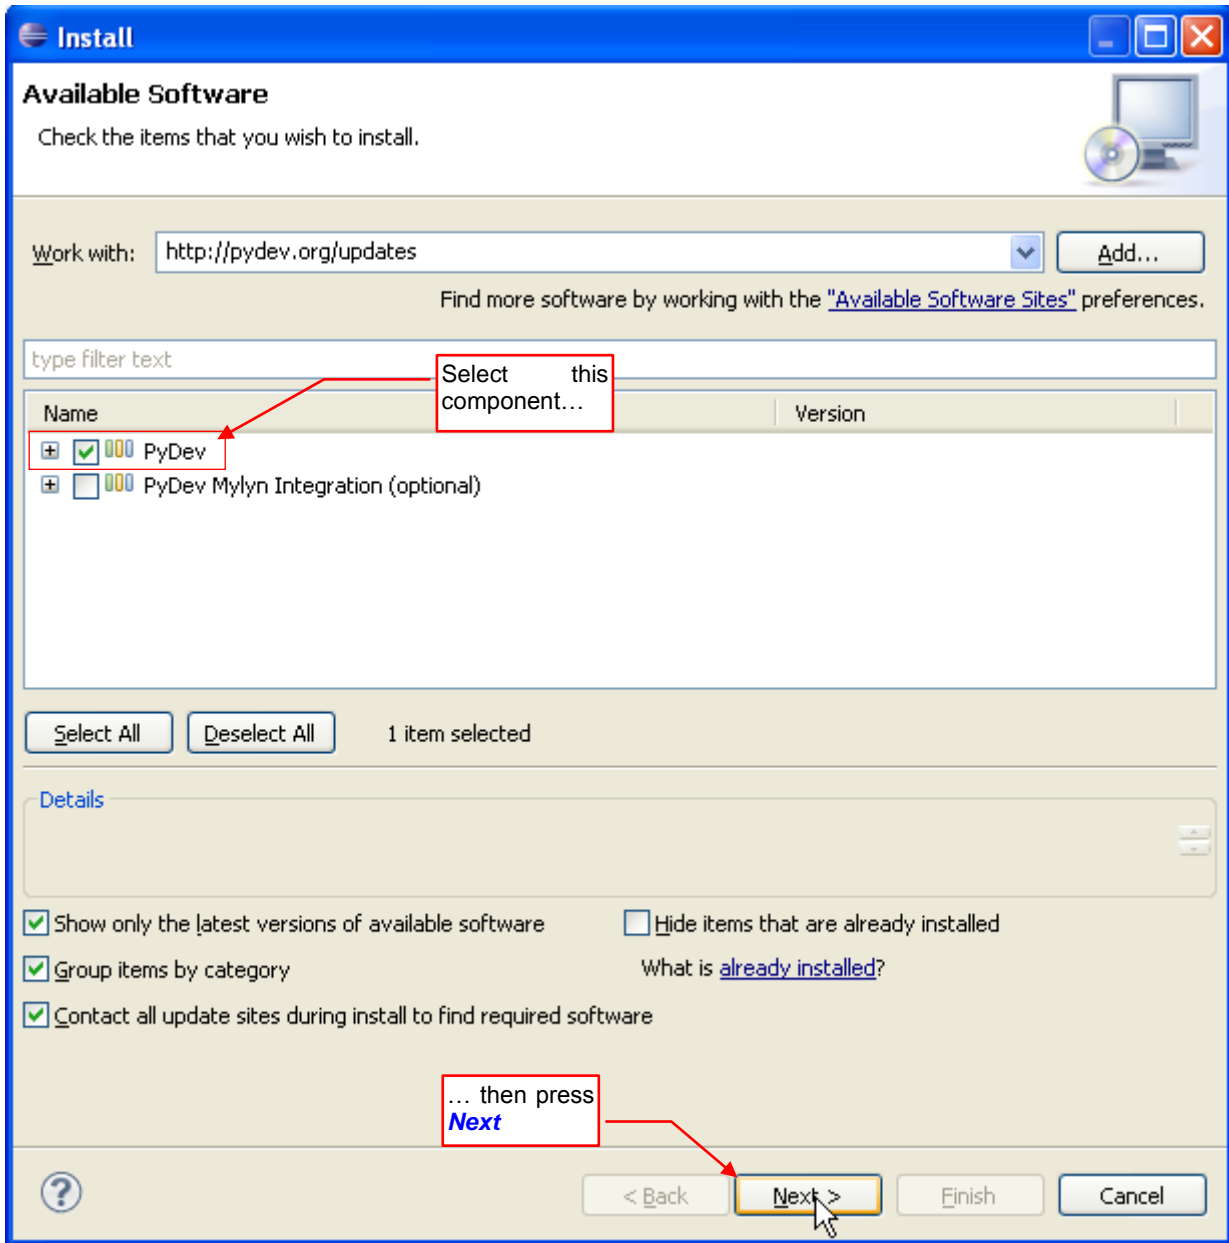 Install
Available Software
Check the items that you wish to install.
Work with: http://pydev.org/updates Add...
Find more software by working with the "Available Software Sites" preferences.
type filter text
Select this
component…
Name Version
PyDev
PyDev Mylyn Integration (optional)
Select All Deselect All 1 item selected
Details
Show only the latest versions of available software Hide items that are already installed
Group items by category What is already installed?
Contact all update sites during install to find required software
… then press
Next
? < Back Next > Finish Cancel